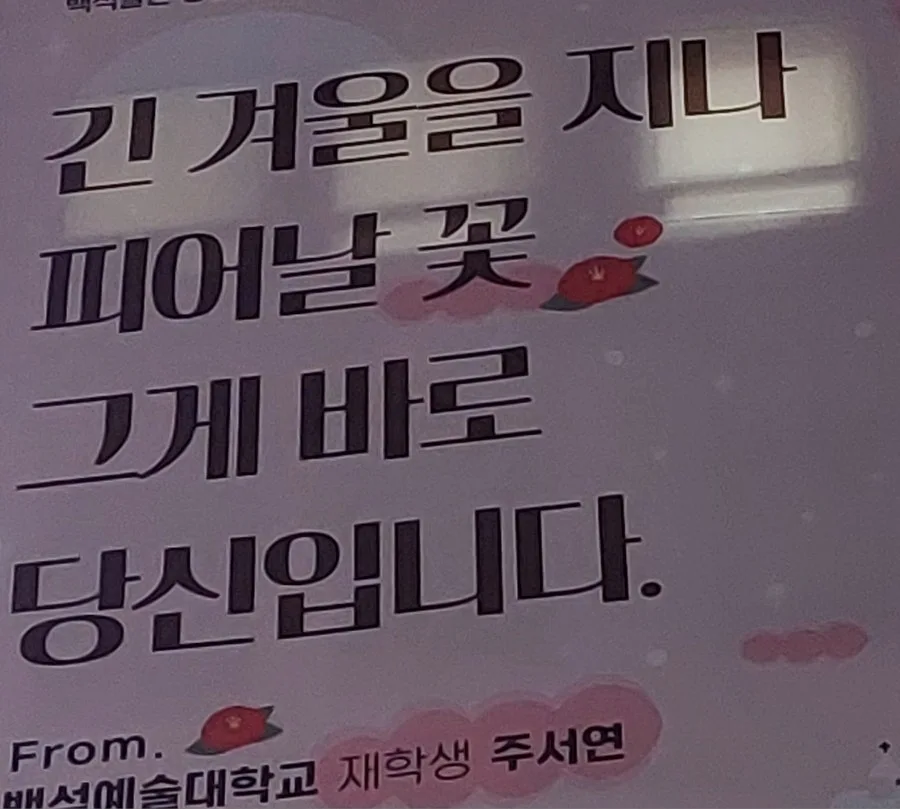 긴 겨울을 지나
피어날 꽃
그게 바로
당신입니다.
From.
백석예술대학교 재학생 주서연